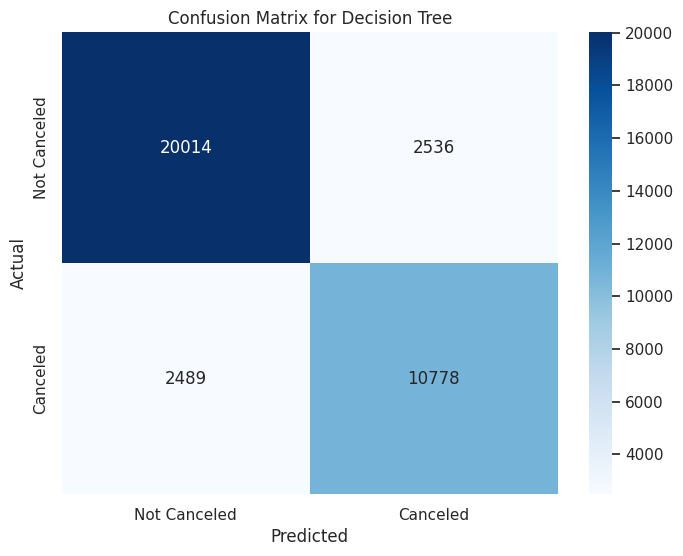 Confusion Matrix for Decision Tree
Actual
Not Canceled
Canceled
20014
2536
2489
10778
Not Canceled
Canceled
Predicted
20000
18000
16000
14000
12000
10000
8000
6000
4000